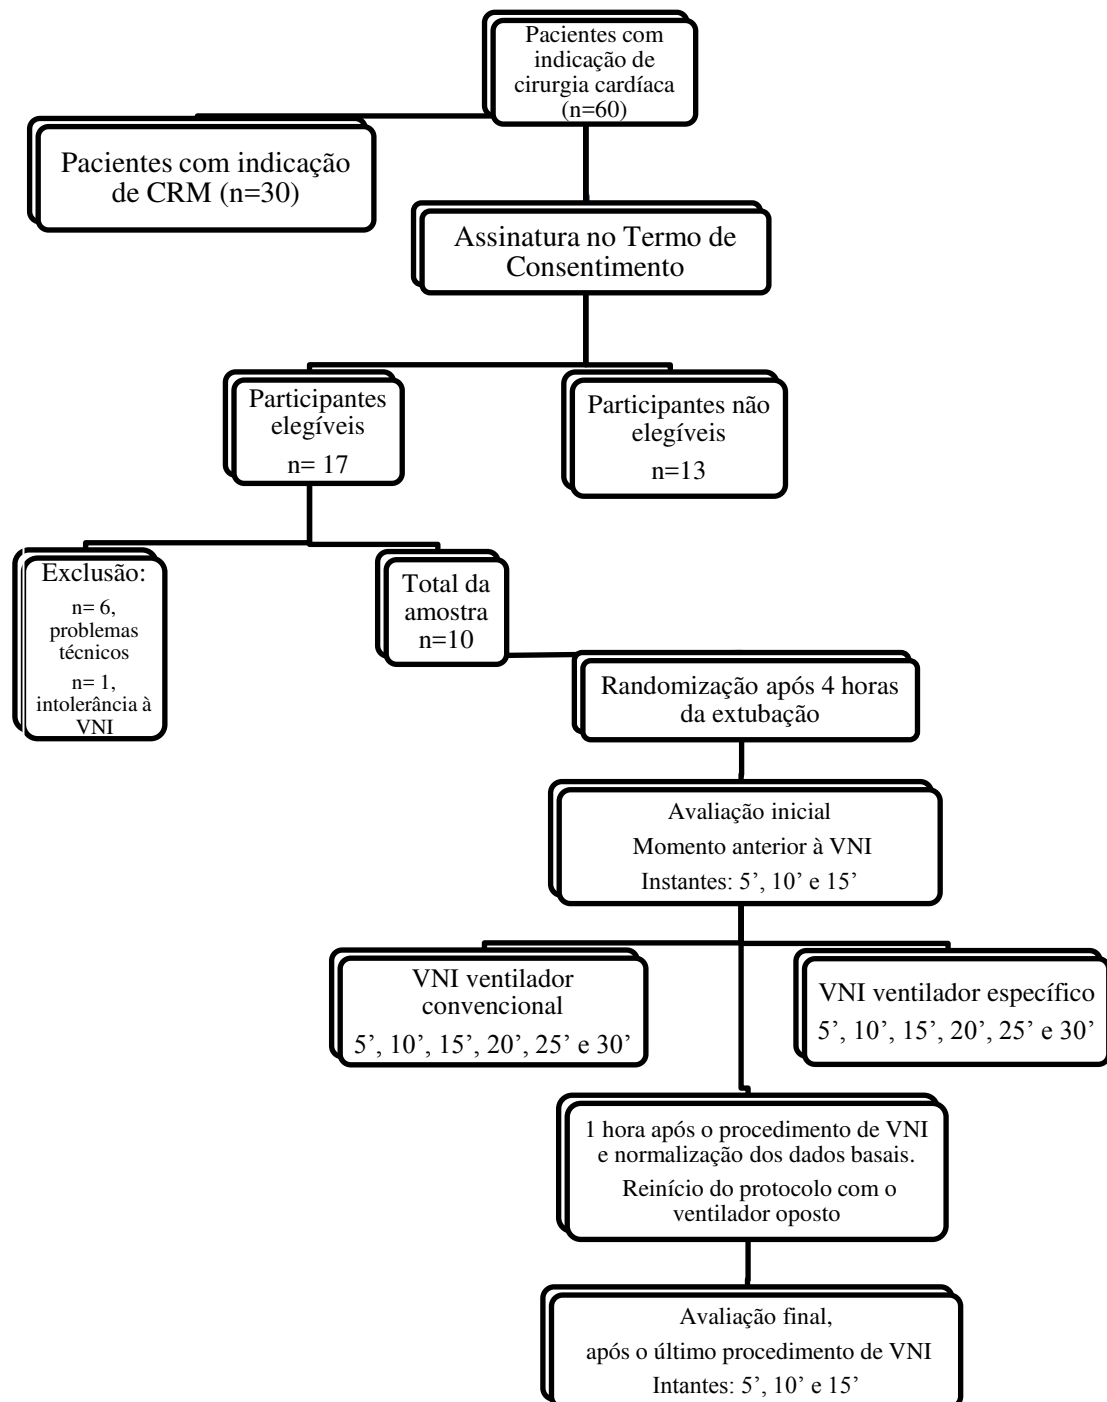 Pacientes com
indicação de
cirurgia cardíaca
(n=60)
Pacientes com indicação
de CRM (n=30)
Assinatura no Termo de
Consentimento
Participantes
elegíveis
n= 17
Participantes não
elegíveis
n=13
Exclusão:
n= 6,
problemas
técnicos
n= 1,
intolerância à
VNI
Total da
amostra
n=10
Randomização após 4 horas
da extubação
Avaliação inicial
Momento anterior à VNI
Instantes: 5’, 10’ e 15’
VNI ventilador
convencional
5’, 10’, 15’, 20’, 25’ e 30’
VNI ventilador específico
5’, 10’, 15’, 20’, 25’ e 30’
1 hora após o procedimento de VNI
e normalização dos dados basais.
Reinício do protocolo com o
ventilador oposto
Avaliação final,
após o último procedimento de VNI
Intantes: 5’, 10’ e 15’